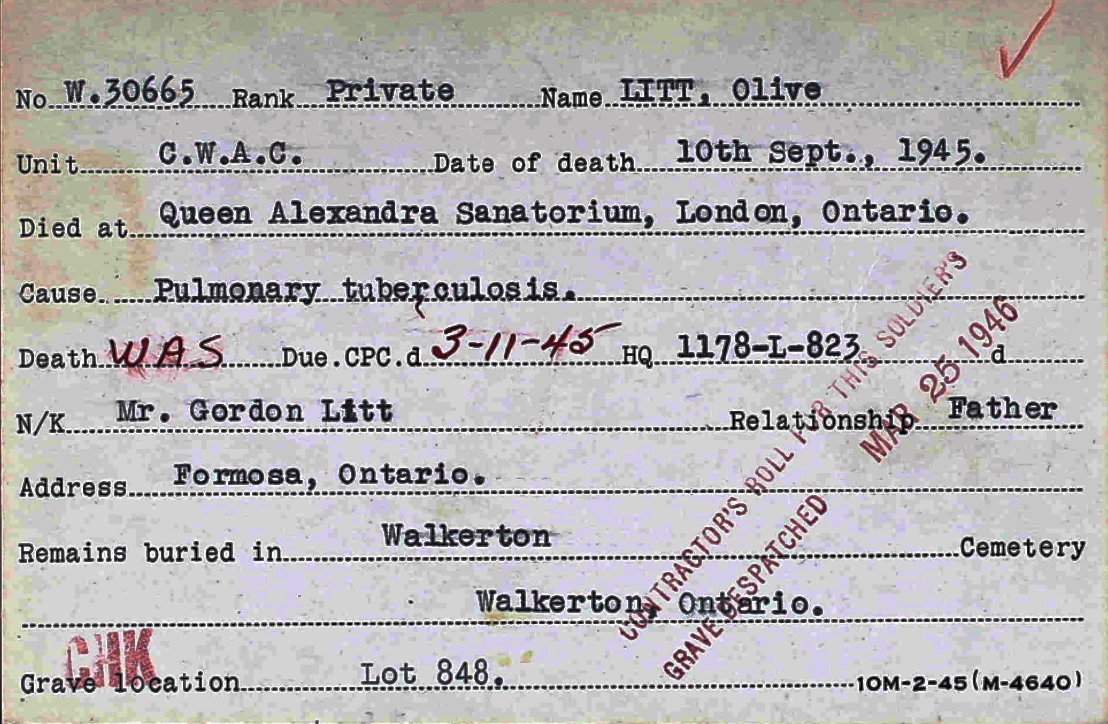 No W.30665 Rank Private Name LITT, Olive
Unit C.W.A.C. Date of death 10th Sept., 1945.
Died at Queen Alexandra Sanatorium, London, Ontario.
Cause Pulmonary tuberculosis.
Death WAS Due.CPC.d 3-11-45 HQ 1178-L-823 d
N/K Mr. Gordon Litt Relationship Father
Address Formosa, Ontario.
Remains buried in Walkerton Cemetery
Walkerton, Ontario.
CHK
Grave location Lot 848. 10M-2-45(M-4640)
CONTRACTOR'S ROLL FOR THIS SOLDIER'S
GRAVE DESPATCHED MAR 25 1946